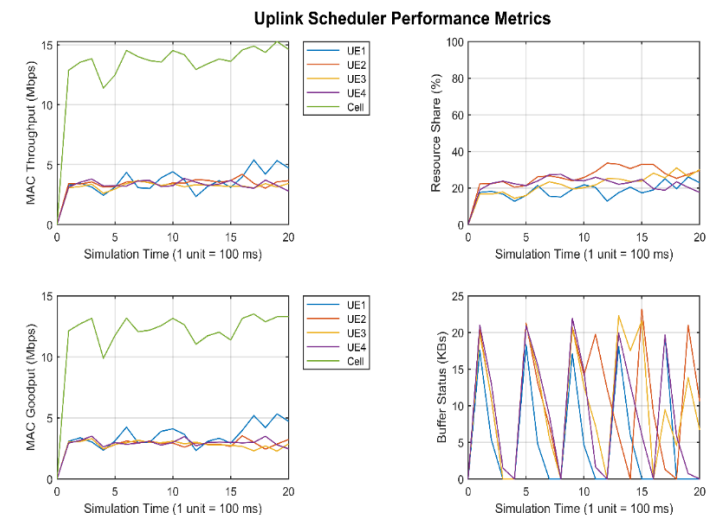 Uplink Scheduler Performance Metrics
MAC Throughput (Mbps)
15
10
5
0
0 5 10 15 20
Simulation Time (1 unit = 100 ms)
UE1
UE2
UE3
UE4
Cell
Resource Share (%)
100
80
60
40
20
0
0 5 10 15 20
Simulation Time (1 unit = 100 ms)
MAC Goodput (Mbps)
15
10
5
0
0 5 10 15 20
Simulation Time (1 unit = 100 ms)
UE1
UE2
UE3
UE4
Cell
Buffer Status (KBs)
25
20
15
10
5
0
0 5 10 15 20
Simulation Time (1 unit = 100 ms)